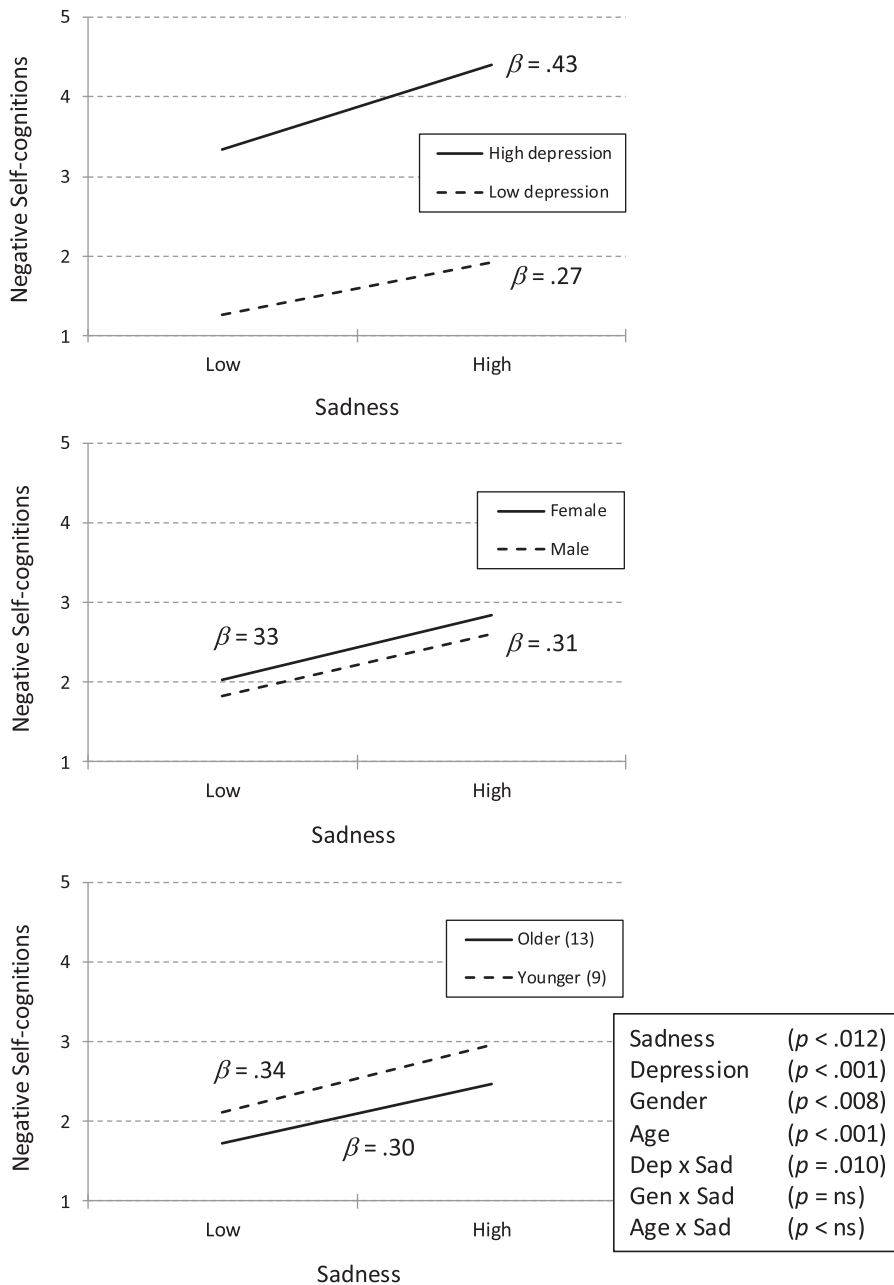 5
4
3
2
1
Negative Self-cognitions
β = .43
High depression
Low depression
β = .27
Low
High
Sadness
5
4
3
2
1
Negative Self-cognitions
Female
Male
β = 33
β = .31
Low
High
Sadness
5
4
3
2
1
Negative Self-cognitions
Older (13)
Younger (9)
β = .34
β = .30
Low
High
Sadness
Sadness (p < .012)
Depression (p < .001)
Gender (p < .008)
Age (p < .001)
Dep x Sad (p = .010)
Gen x Sad (p = ns)
Age x Sad (p < ns)